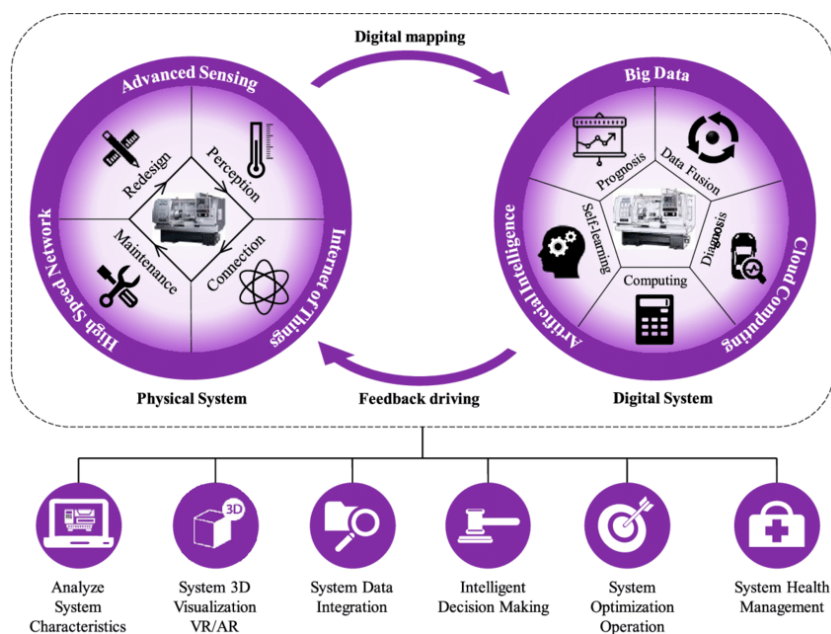 Digital mapping
Advanced Sensing
High Speed Network
Internet of Things
Redesign
Perception
Maintenance
Connection
Physical System
Big Data
Artificial Intelligence
Cloud Computing
Prognosis
Data Fusion
Self-learning
Diagnosis
Computing
Digital System
Feedback driving
Analyze
System
Characteristics
3D
System 3D
Visualization
VR/AR
System Data
Integration
Intelligent
Decision Making
System
Optimization
Operation
System Health
Management